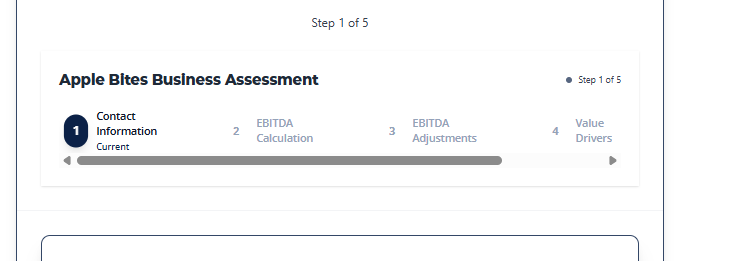 Step 1 of 5
Apple Bites Business Assessment
Step 1 of 5
1
Contact
Information
Current
2
EBITDA
Calculation
3
EBITDA
Adjustments
4
Value
Drivers